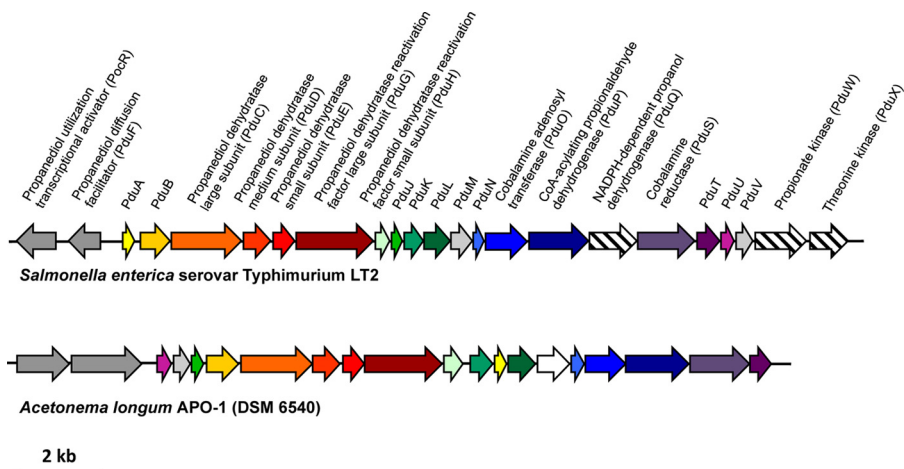 Propanediol utilization
transcriptional activator (PocR)
Propanediol diffusion
facilitator (PduF)
PduA
PduB
Propanediol dehydratase
large subunit (PduC)
Propanediol dehydratase
medium subunit (PduD)
Propanediol dehydratase
small subunit (PduE)
Propanediol dehydratase reactivation
factor large subunit (PduG)
Propanediol dehydratase reactivation
factor small subunit (PduH)
PduJ
PduK
PduL
PduM
PduN
Cobalamine adenosyl
transferase (PduO)
CoA-acylating propionaldehyde
dehydrogenase (PduP)
NADPH-dependent propanol
dehydrogenase (PduQ)
Cobalamine
reductase (PduS)
PduT
PduU
PduV
Propionate kinase (PduW)
Threonine kinase (PduX)
Salmonella enterica serovar Typhimurium LT2
Acetonema longum APO-1 (DSM 6540)
2 kb